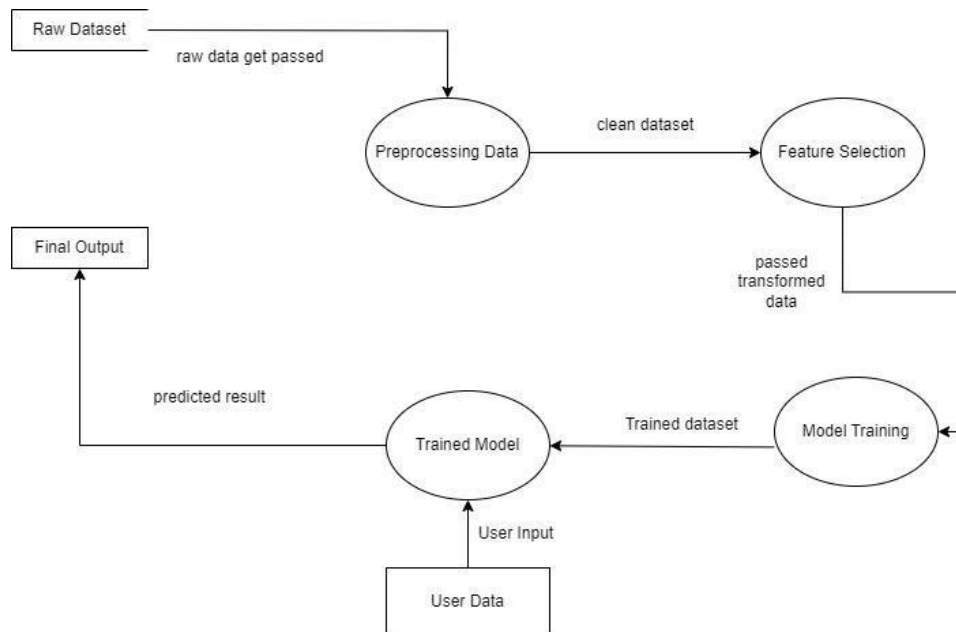 Raw Dataset
raw data get passed
Preprocessing Data
clean dataset
Feature Selection
passed
transformed
data
Model Training
Trained dataset
Trained Model
User Input
User Data
predicted result
Final Output